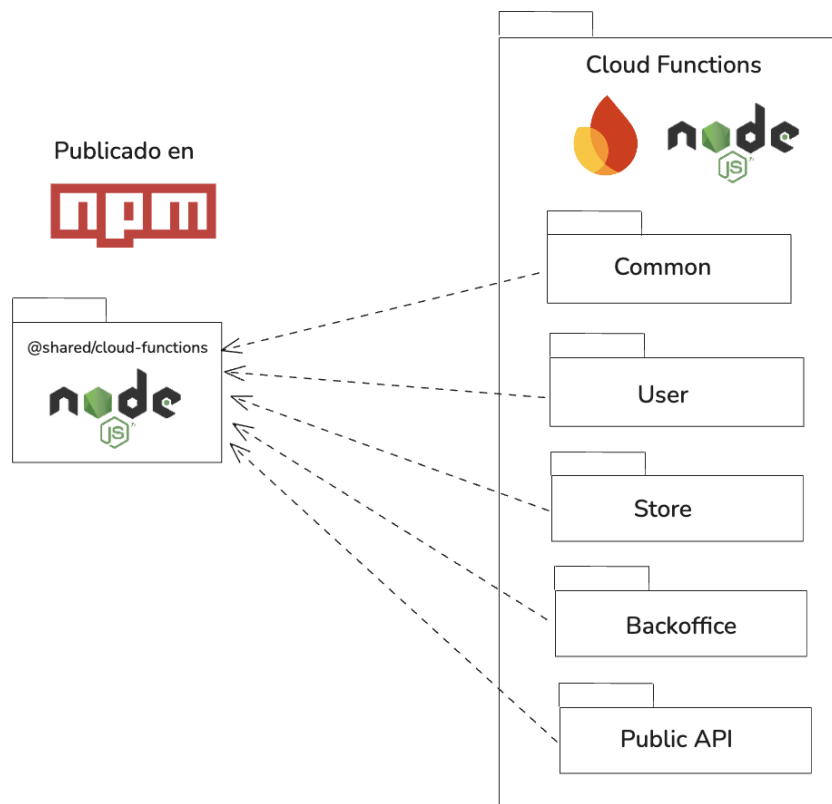 Cloud Functions
node
JS
Publicado en
npm
Common
@shared/cloud-functions
node
JS
User
Store
Backoffice
Public API